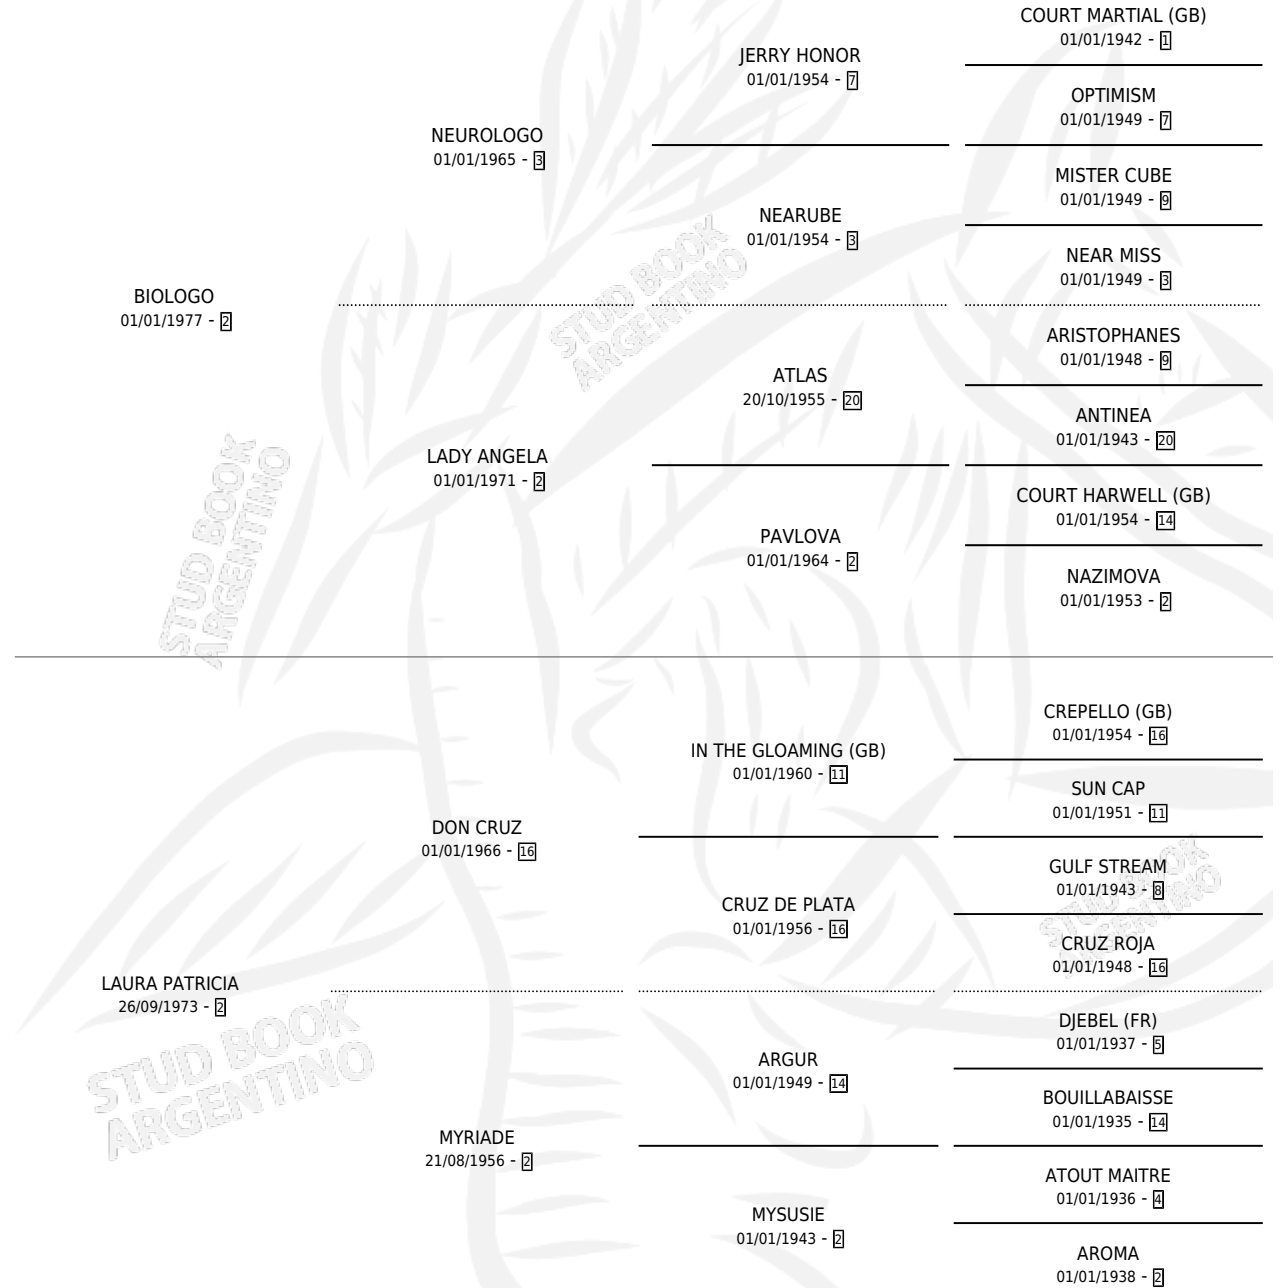 COURT MARTIAL (GB)
01/01/1942 - 1
JERRY HONOR
01/01/1954 - 7
OPTIMISM
01/01/1949 - 7
NEUROLOGO
01/01/1965 - 3
MISTER CUBE
01/01/1949 - 9
NEARUBE
01/01/1954 - 3
NEAR MISS
01/01/1949 - 3
BIOLOGO
01/01/1977 - 2
STUD BOOK
ARGENTINO
ARISTOPHANES
01/01/1948 - 9
ATLAS
20/10/1955 - 20
ANTINEA
01/01/1943 - 20
LADY ANGELA
01/01/1971 - 2
COURT HARWELL (GB)
01/01/1954 - 14
PAVLOVA
01/01/1964 - 2
NAZIMOVA
01/01/1953 - 2
STUD BOOK
ARGENTINO
CREPELLO (GB)
01/01/1954 - 16
IN THE GLOAMING (GB)
01/01/1960 - 11
SUN CAP
01/01/1951 - 11
DON CRUZ
01/01/1966 - 16
GULF STREAM
01/01/1943 - 8
CRUZ DE PLATA
01/01/1956 - 16
CRUZ ROJA
01/01/1948 - 16
STUD BOOK
ARGENTINO
LAURA PATRICIA
26/09/1973 - 2
STUD BOOK
ARGENTINO
DJEBEL (FR)
01/01/1937 - 5
ARGUR
01/01/1949 - 14
BOUILLABAISSE
01/01/1935 - 14
MYRIADE
21/08/1956 - 2
ATOUT MAITRE
01/01/1936 - 4
MYSUSIE
01/01/1943 - 2
AROMA
01/01/1938 - 2